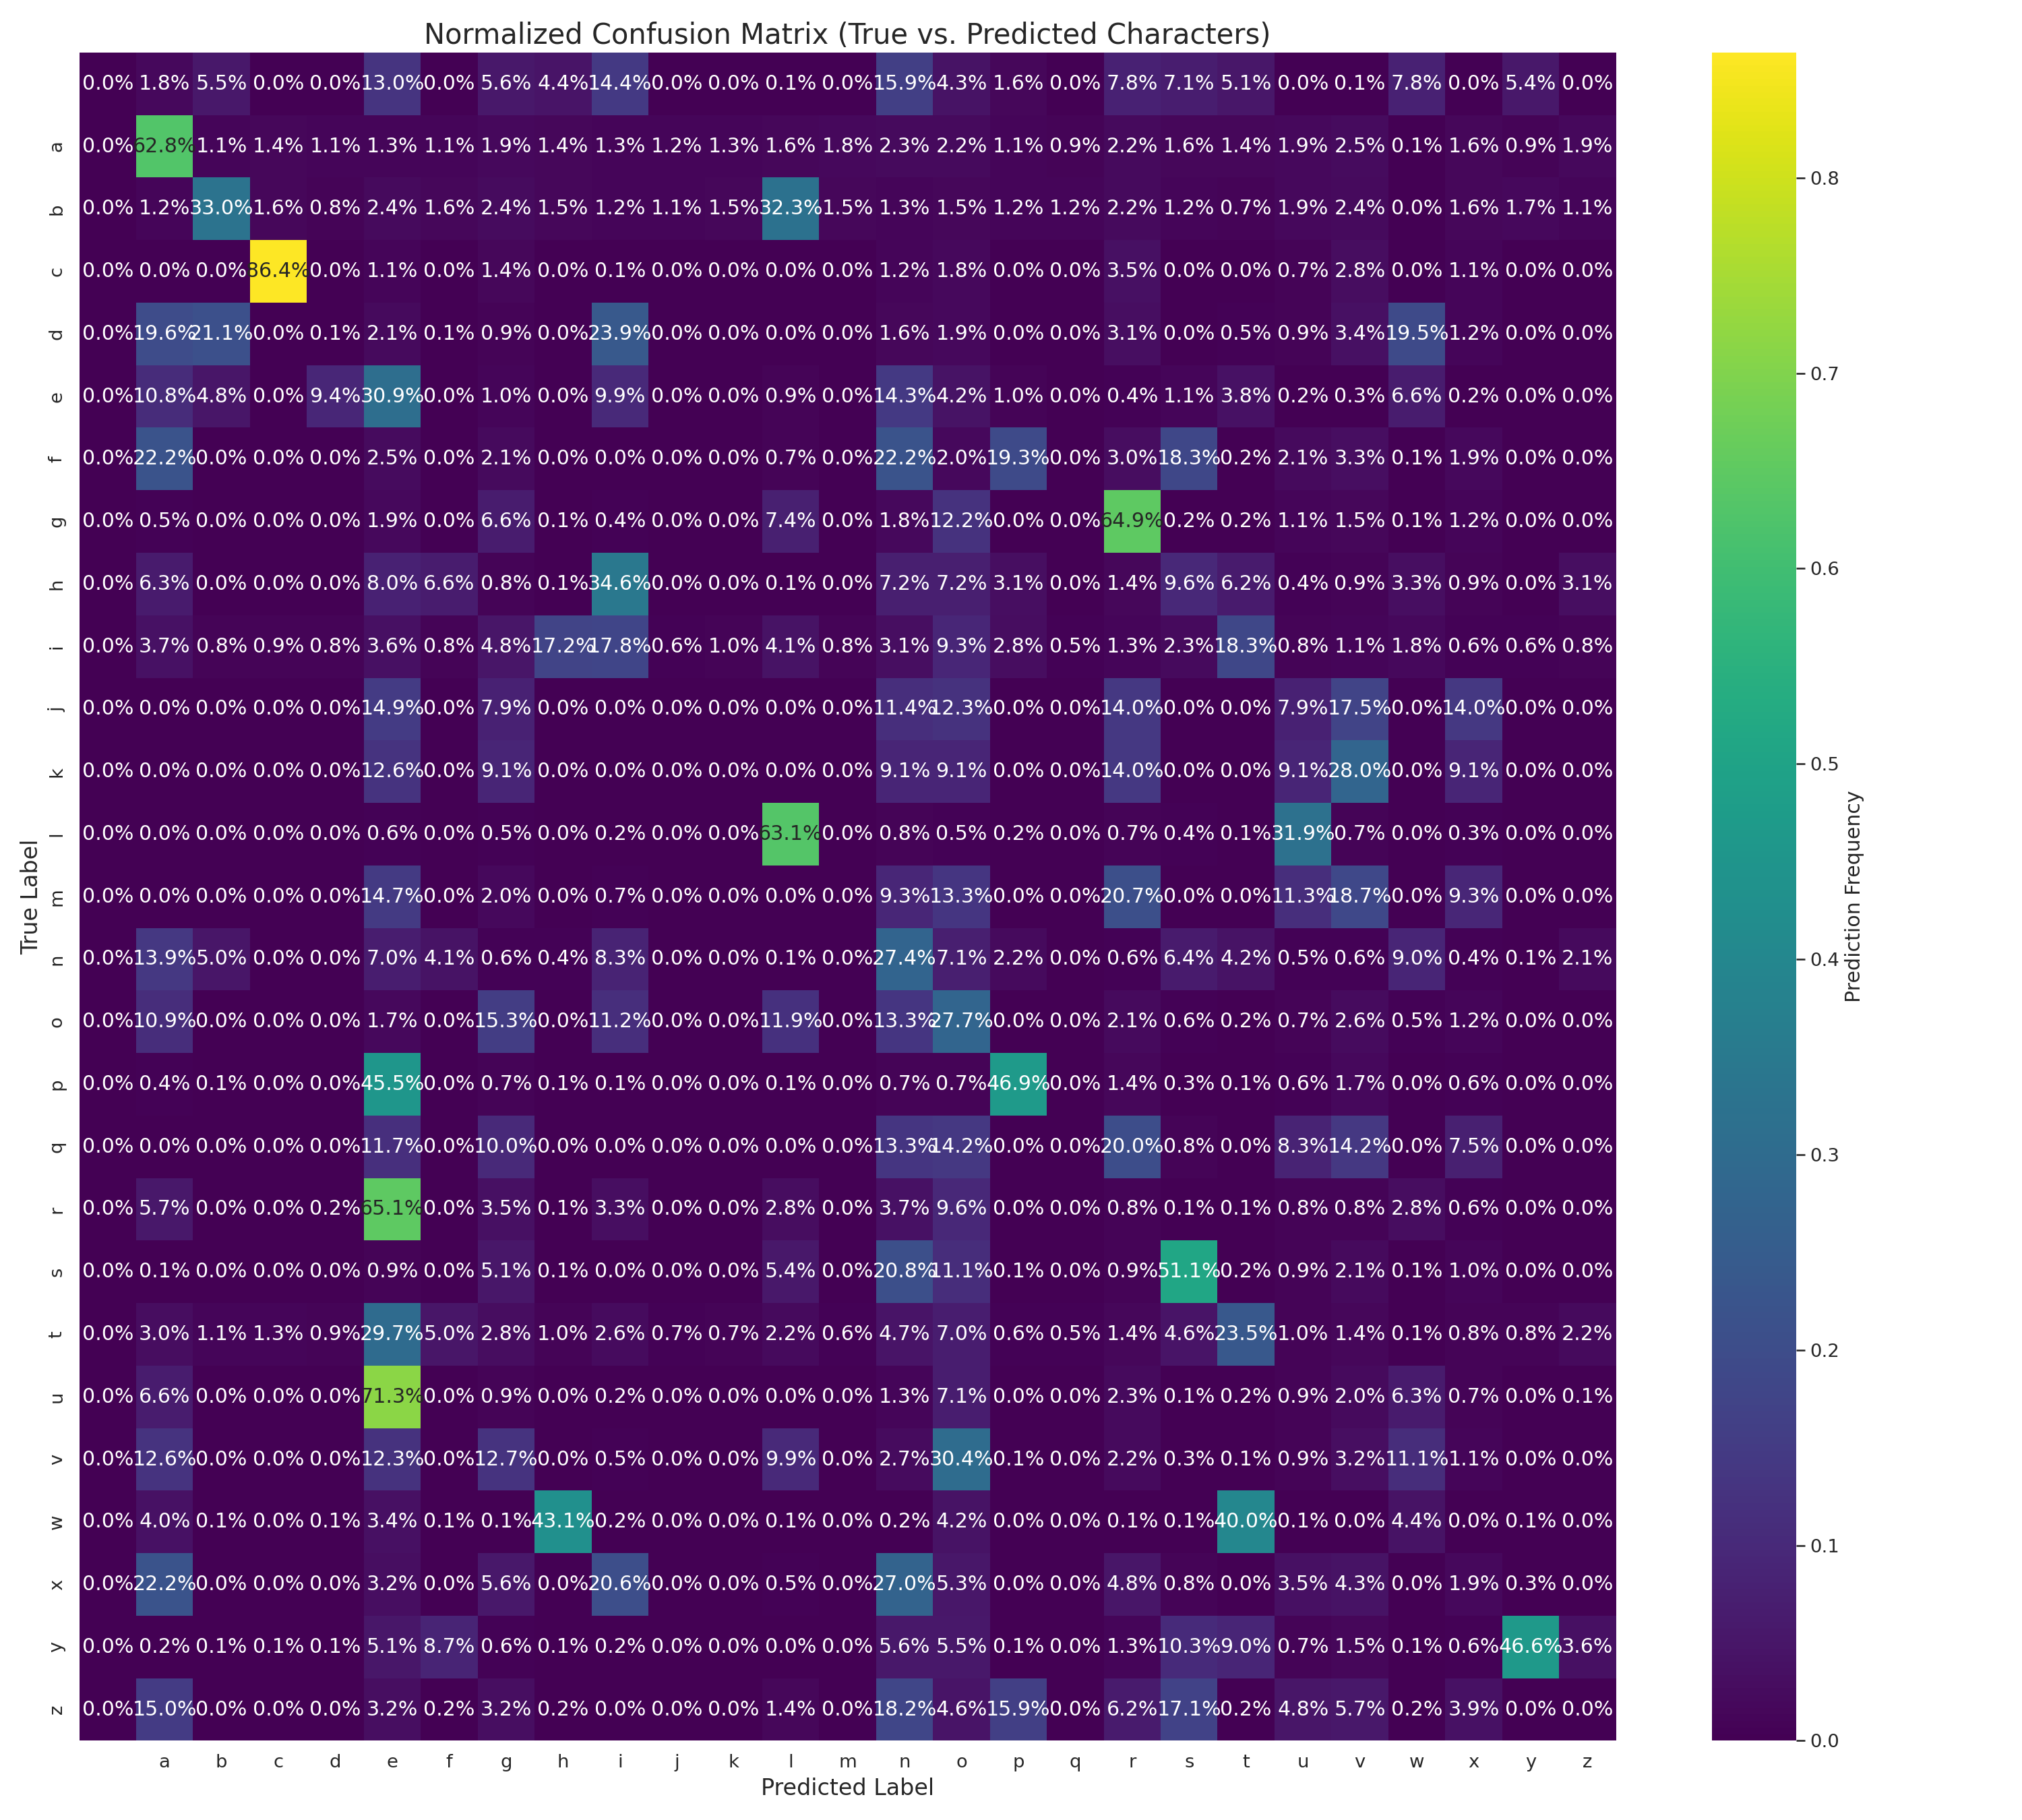 Normalized Confusion Matrix (True vs. Predicted Characters)
0.0% 1.8% 5.5% 0.0% 0.0% 13.0% 0.0% 5.6% 4.4% 14.4% 0.0% 0.0% 0.1% 0.0% 15.9% 4.3% 1.6% 0.0% 7.8% 7.1% 5.1% 0.0% 0.1% 7.8% 0.0% 5.4% 0.0%
a 0.0% 62.8% 1.1% 1.4% 1.1% 1.3% 1.1% 1.9% 1.4% 1.3% 1.2% 1.3% 1.6% 1.8% 2.3% 2.2% 1.1% 0.9% 2.2% 1.6% 1.4% 1.9% 2.5% 0.1% 1.6% 0.9% 1.9%
b 0.0% 1.2% 33.0% 1.6% 0.8% 2.4% 1.6% 2.4% 1.5% 1.2% 1.1% 1.5% 32.3% 1.5% 1.3% 1.5% 1.2% 1.2% 2.2% 1.2% 0.7% 1.9% 2.4% 0.0% 1.6% 1.7% 1.1%
c 0.0% 0.0% 0.0% 86.4% 0.0% 1.1% 0.0% 1.4% 0.0% 0.1% 0.0% 0.0% 0.0% 0.0% 1.2% 1.8% 0.0% 0.0% 3.5% 0.0% 0.0% 0.7% 2.8% 0.0% 1.1% 0.0% 0.0%
d 0.0% 19.6% 21.1% 0.0% 0.1% 2.1% 0.1% 0.9% 0.0% 23.9% 0.0% 0.0% 0.0% 0.0% 1.6% 1.9% 0.0% 0.0% 3.1% 0.0% 0.5% 0.9% 3.4% 19.5% 1.2% 0.0% 0.0%
e 0.0% 10.8% 4.8% 0.0% 9.4% 30.9% 0.0% 1.0% 0.0% 9.9% 0.0% 0.0% 0.9% 0.0% 14.3% 4.2% 1.0% 0.0% 0.4% 1.1% 3.8% 0.2% 0.3% 6.6% 0.2% 0.0% 0.0%
f 0.0% 22.2% 0.0% 0.0% 0.0% 2.5% 0.0% 2.1% 0.0% 0.0% 0.0% 0.0% 0.7% 0.0% 22.2% 2.0% 19.3% 0.0% 3.0% 18.3% 0.2% 2.1% 3.3% 0.1% 1.9% 0.0% 0.0%
g 0.0% 0.5% 0.0% 0.0% 0.0% 1.9% 0.0% 6.6% 0.1% 0.4% 0.0% 0.0% 7.4% 0.0% 1.8% 12.2% 0.0% 0.0% 64.9% 0.2% 0.2% 1.1% 1.5% 0.1% 1.2% 0.0% 0.0%
h 0.0% 6.3% 0.0% 0.0% 0.0% 8.0% 6.6% 0.8% 0.1% 34.6% 0.0% 0.0% 0.1% 0.0% 7.2% 7.2% 3.1% 0.0% 1.4% 9.6% 6.2% 0.4% 0.9% 3.3% 0.9% 0.0% 3.1%
i 0.0% 3.7% 0.8% 0.9% 0.8% 3.6% 0.8% 4.8% 17.2% 17.8% 0.6% 1.0% 4.1% 0.8% 3.1% 9.3% 2.8% 0.5% 1.3% 2.3% 18.3% 0.8% 1.1% 1.8% 0.6% 0.6% 0.8%
j 0.0% 0.0% 0.0% 0.0% 0.0% 14.9% 0.0% 7.9% 0.0% 0.0% 0.0% 0.0% 0.0% 0.0% 11.4% 12.3% 0.0% 0.0% 14.0% 0.0% 0.0% 7.9% 17.5% 0.0% 14.0% 0.0% 0.0%
k 0.0% 0.0% 0.0% 0.0% 0.0% 12.6% 0.0% 9.1% 0.0% 0.0% 0.0% 0.0% 0.0% 0.0% 9.1% 9.1% 0.0% 0.0% 14.0% 0.0% 0.0% 9.1% 28.0% 0.0% 9.1% 0.0% 0.0%
l 0.0% 0.0% 0.0% 0.0% 0.0% 0.6% 0.0% 0.5% 0.0% 0.2% 0.0% 0.0% 63.1% 0.0% 0.8% 0.5% 0.2% 0.0% 0.7% 0.4% 0.1% 31.9% 0.7% 0.0% 0.3% 0.0% 0.0%
m 0.0% 0.0% 0.0% 0.0% 0.0% 14.7% 0.0% 2.0% 0.0% 0.7% 0.0% 0.0% 0.0% 0.0% 9.3% 13.3% 0.0% 0.0% 20.7% 0.0% 0.0% 11.3% 18.7% 0.0% 9.3% 0.0% 0.0%
n 0.0% 13.9% 5.0% 0.0% 0.0% 7.0% 4.1% 0.6% 0.4% 8.3% 0.0% 0.0% 0.1% 0.0% 27.4% 7.1% 2.2% 0.0% 0.6% 6.4% 4.2% 0.5% 0.6% 9.0% 0.4% 0.1% 2.1%
o 0.0% 10.9% 0.0% 0.0% 0.0% 1.7% 0.0% 15.3% 0.0% 11.2% 0.0% 0.0% 11.9% 0.0% 13.3% 27.7% 0.0% 0.0% 2.1% 0.6% 0.2% 0.7% 2.6% 0.5% 1.2% 0.0% 0.0%
p 0.0% 0.4% 0.1% 0.0% 0.0% 45.5% 0.0% 0.7% 0.1% 0.1% 0.0% 0.0% 0.1% 0.0% 0.7% 0.7% 46.9% 0.0% 1.4% 0.3% 0.1% 0.6% 1.7% 0.0% 0.6% 0.0% 0.0%
q 0.0% 0.0% 0.0% 0.0% 0.0% 11.7% 0.0% 10.0% 0.0% 0.0% 0.0% 0.0% 0.0% 0.0% 13.3% 14.2% 0.0% 0.0% 20.0% 0.8% 0.0% 8.3% 14.2% 0.0% 7.5% 0.0% 0.0%
r 0.0% 5.7% 0.0% 0.0% 0.2% 65.1% 0.0% 3.5% 0.1% 3.3% 0.0% 0.0% 2.8% 0.0% 3.7% 9.6% 0.0% 0.0% 0.8% 0.1% 0.1% 0.8% 0.8% 2.8% 0.6% 0.0% 0.0%
s 0.0% 0.1% 0.0% 0.0% 0.0% 0.9% 0.0% 5.1% 0.1% 0.0% 0.0% 0.0% 5.4% 0.0% 20.8% 11.1% 0.1% 0.0% 0.9% 51.1% 0.2% 0.9% 2.1% 0.1% 1.0% 0.0% 0.0%
t 0.0% 3.0% 1.1% 1.3% 0.9% 29.7% 5.0% 2.8% 1.0% 2.6% 0.7% 0.7% 2.2% 0.6% 4.7% 7.0% 0.6% 0.5% 1.4% 4.6% 23.5% 1.0% 1.4% 0.1% 0.8% 0.8% 2.2%
u 0.0% 6.6% 0.0% 0.0% 0.0% 71.3% 0.0% 0.9% 0.0% 0.2% 0.0% 0.0% 0.0% 0.0% 1.3% 7.1% 0.0% 0.0% 2.3% 0.1% 0.2% 0.9% 2.0% 6.3% 0.7% 0.0% 0.1%
v 0.0% 12.6% 0.0% 0.0% 0.0% 12.3% 0.0% 12.7% 0.0% 0.5% 0.0% 0.0% 9.9% 0.0% 2.7% 30.4% 0.1% 0.0% 2.2% 0.3% 0.1% 0.9% 3.2% 11.1% 1.1% 0.0% 0.0%
w 0.0% 4.0% 0.1% 0.0% 0.1% 3.4% 0.1% 0.1% 43.1% 0.2% 0.0% 0.0% 0.1% 0.0% 0.2% 4.2% 0.0% 0.0% 0.1% 0.1% 40.0% 0.1% 0.0% 4.4% 0.0% 0.1% 0.0%
x 0.0% 22.2% 0.0% 0.0% 0.0% 3.2% 0.0% 5.6% 0.0% 20.6% 0.0% 0.0% 0.5% 0.0% 27.0% 5.3% 0.0% 0.0% 4.8% 0.8% 0.0% 3.5% 4.3% 0.0% 1.9% 0.3% 0.0%
y 0.0% 0.2% 0.1% 0.1% 0.1% 5.1% 8.7% 0.6% 0.1% 0.2% 0.0% 0.0% 0.0% 0.0% 5.6% 5.5% 0.1% 0.0% 1.3% 10.3% 9.0% 0.7% 1.5% 0.1% 0.6% 46.6% 3.6%
z 0.0% 15.0% 0.0% 0.0% 0.0% 3.2% 0.2% 3.2% 0.2% 0.0% 0.0% 0.0% 1.4% 0.0% 18.2% 4.6% 15.9% 0.0% 6.2% 17.1% 0.2% 4.8% 5.7% 0.2% 3.9% 0.0% 0.0%
a b c d e f g h i j k l m n o p q r s t u v w x y z
Predicted Label
True Label
0.8
0.7
0.6
0.5
0.4
0.3
0.2
0.1
0.0
Prediction Frequency